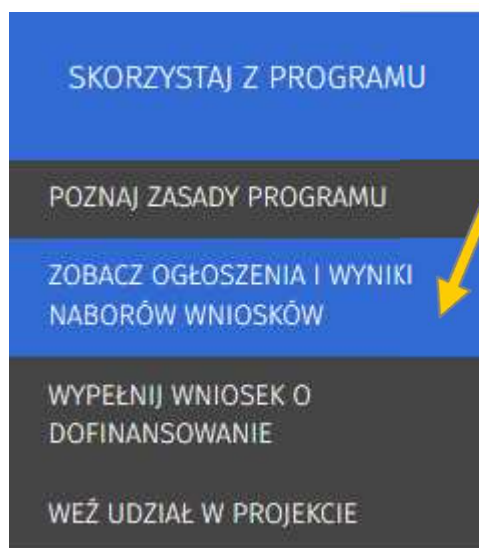 SKORZYSTAJ Z PROGRAMU
POZNAJ ZASADY PROGRAMU
ZOBACZ OGŁOSZENIA I WYNIKI
NABORÓW WNIOSKÓW
WYPEŁNIJ WNIOSEK O
DOFINANSOWANIE
WEŹ UDZIAŁ W PROJEKCIE